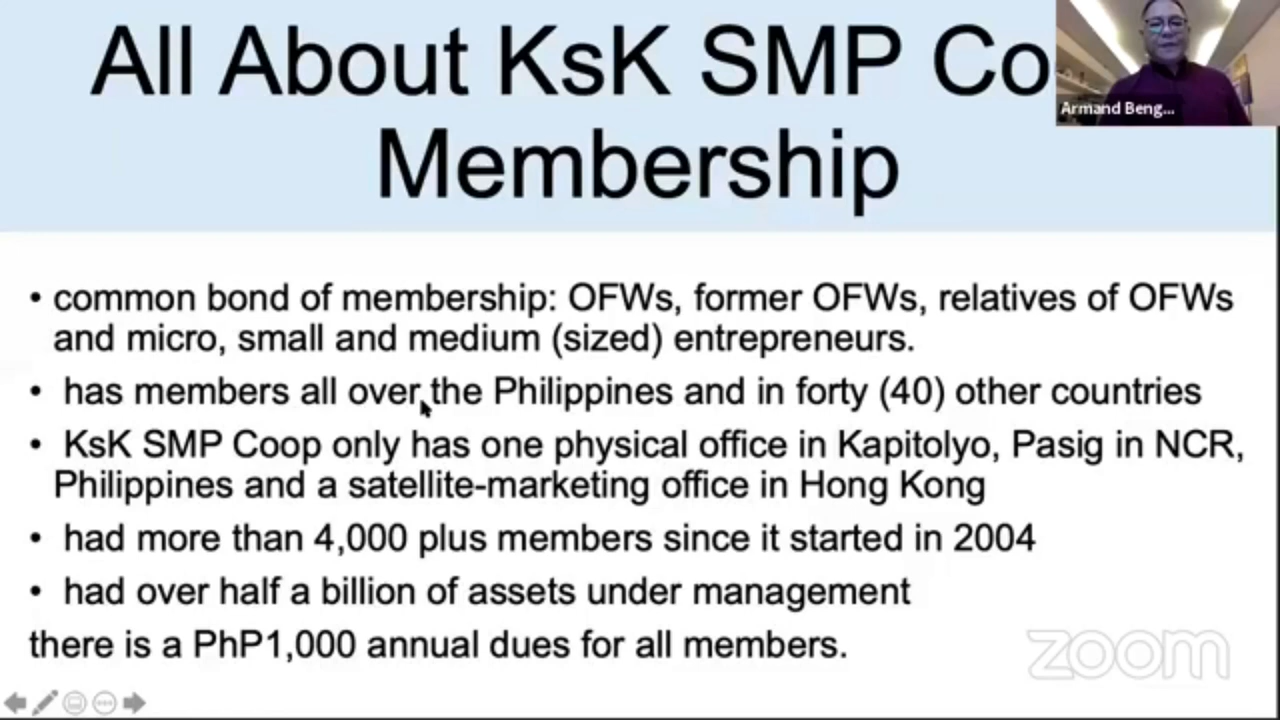 All About KsK SMP Co
Membership
Armand Beng...
• common bond of membership: OFWs, former OFWs, relatives of OFWs
and micro, small and medium (sized) entrepreneurs.
• has members all over the Philippines and in forty (40) other countries
• KsK SMP Coop only has one physical office in Kapitolyo, Pasig in NCR,
Philippines and a satellite-marketing office in Hong Kong
• had more than 4,000 plus members since it started in 2004
• had over half a billion of assets under management
there is a PhP1,000 annual dues for all members.
zoom